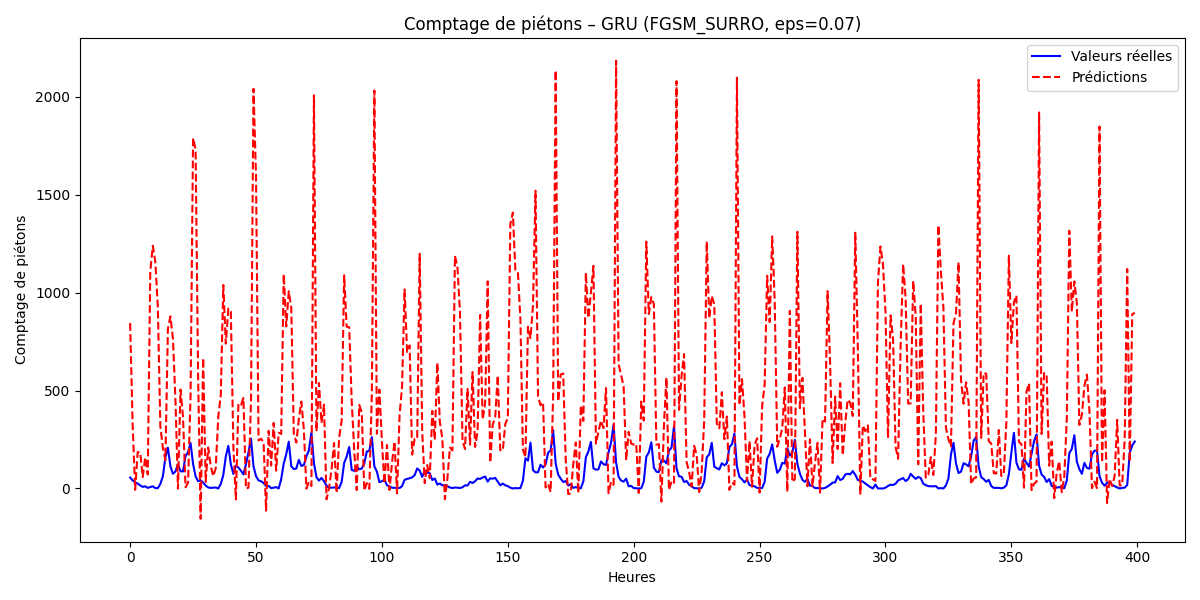 Comptage de piétons – GRU (FGSM_SURRO, eps=0.07)
Valeurs réelles
Prédictions
Comptage de piétons
2000
1500
1000
500
0
0 50 100 150 200 250 300 350 400
Heures